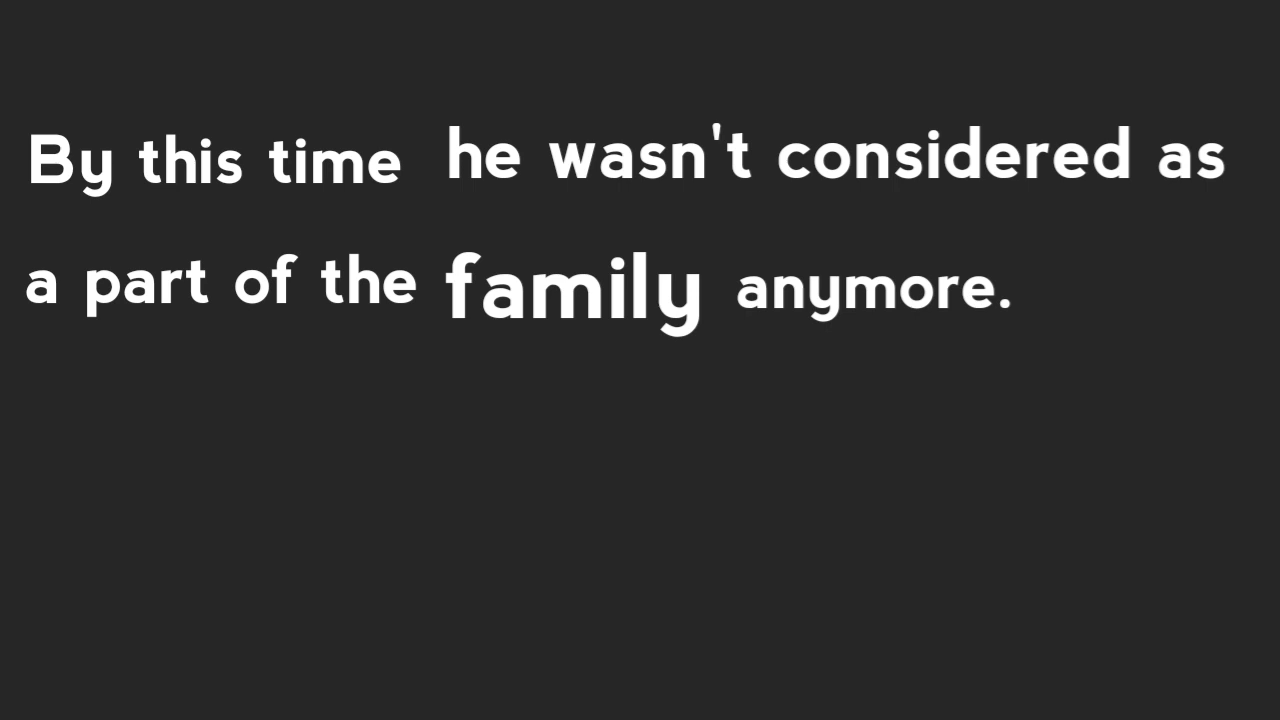 By this time he wasn't considered as
a part of the family anymore.